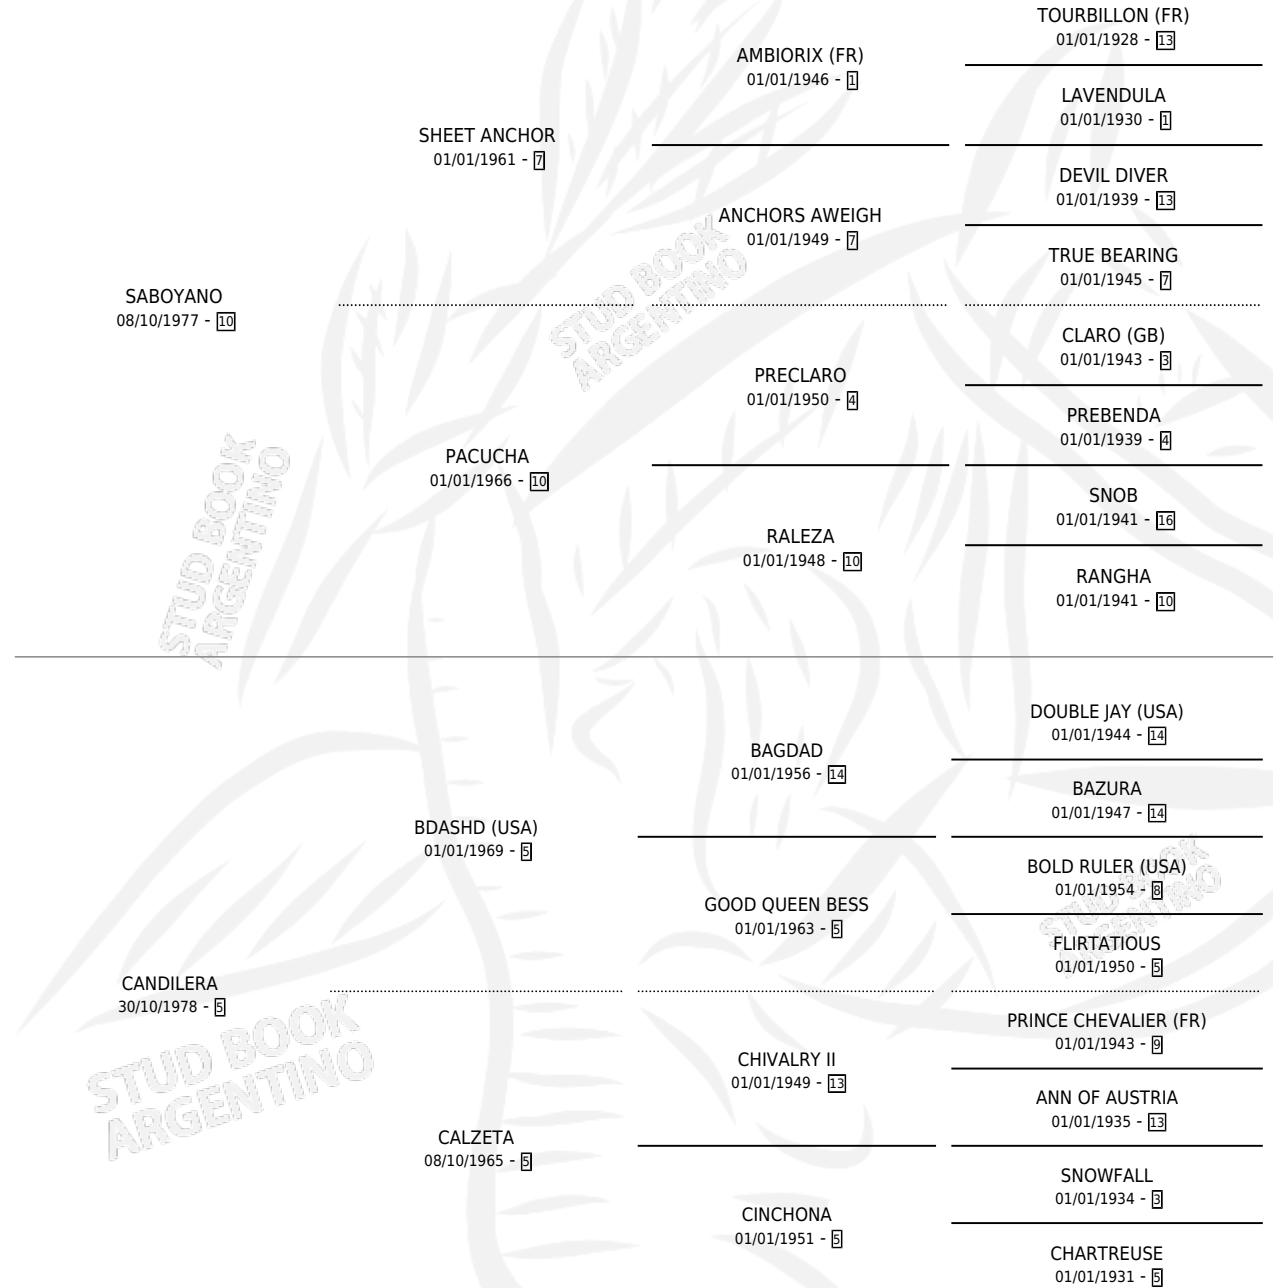 TOURBILLON (FR)
01/01/1928 - 13
AMBIORIX (FR)
01/01/1946 - 1
LAVENDULA
01/01/1930 - 1
SHEET ANCHOR
01/01/1961 - 7
DEVIL DIVER
01/01/1939 - 13
ANCHORS AWEIGH
01/01/1949 - 7
TRUE BEARING
01/01/1945 - 7
SABOYANO
08/10/1977 - 10
CLARO (GB)
01/01/1943 - 3
PRECLARO
01/01/1950 - 4
PREBENDA
01/01/1939 - 4
PACUCHA
01/01/1966 - 10
SNOB
01/01/1941 - 16
RALEZA
01/01/1948 - 10
RANGHA
01/01/1941 - 10
DOUBLE JAY (USA)
01/01/1944 - 14
BAGDAD
01/01/1956 - 14
BAZURA
01/01/1947 - 14
BDASHD (USA)
01/01/1969 - 5
BOLD RULER (USA)
01/01/1954 - 8
GOOD QUEEN BESS
01/01/1963 - 5
FLIRTATIOUS
01/01/1950 - 5
CANDILERA
30/10/1978 - 5
PRINCE CHEVALIER (FR)
01/01/1943 - 9
CHIVALRY II
01/01/1949 - 13
ANN OF AUSTRIA
01/01/1935 - 13
CALZETA
08/10/1965 - 5
SNOWFALL
01/01/1934 - 3
CINCHONA
01/01/1951 - 5
CHARTREUSE
01/01/1931 - 5
STUD BOOK
ARGENTINO
STUD BOOK
ARGENTINO
STUD BOOK
ARGENTINO
STUD BOOK
ARGENTINO